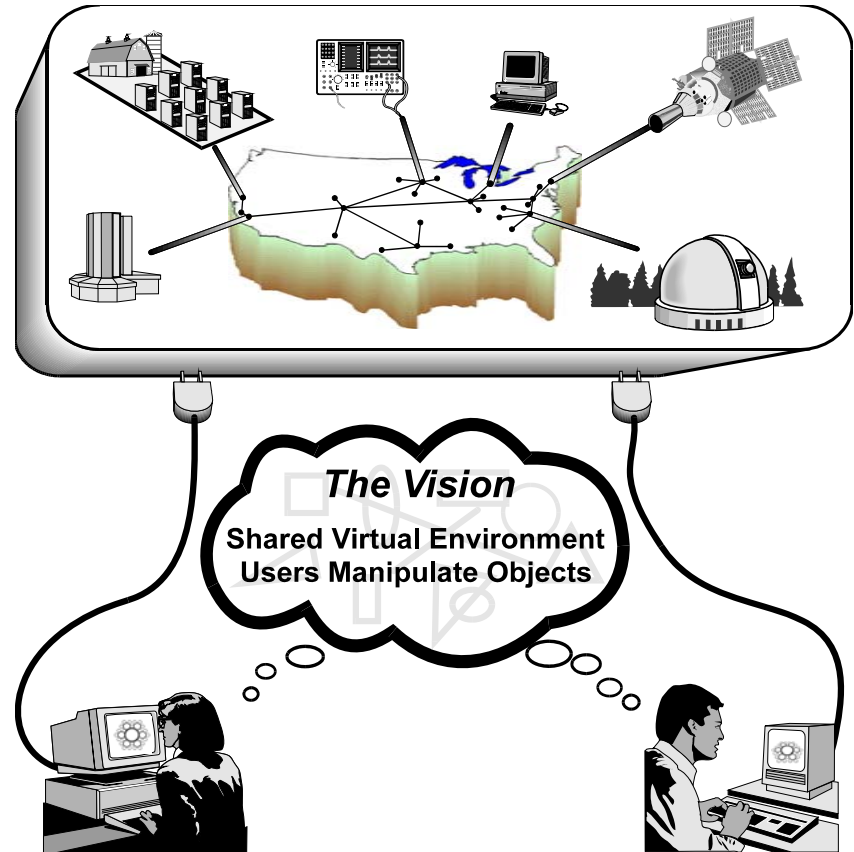 The Vision
Shared Virtual Environment
Users Manipulate Objects